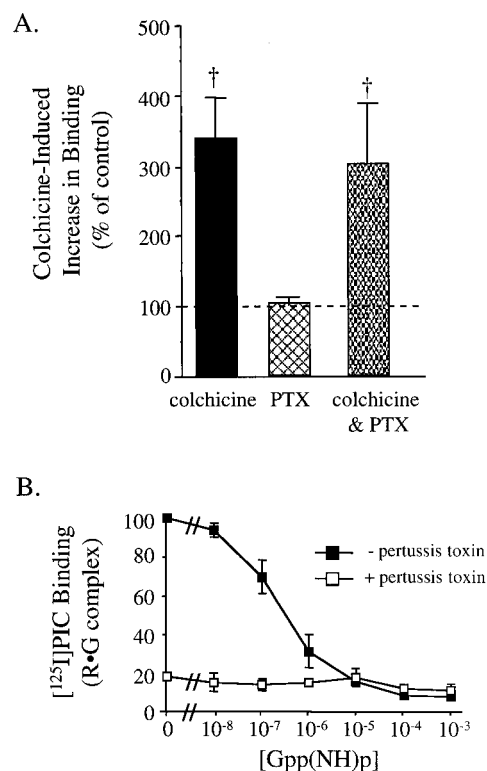 A.
Colchicine-Induced
Increase in Binding
(% of control)
500
400
300
200
100
0
†
†
colchicine
PTX
colchicine
& PTX
B.
[¹²⁵I]PIC Binding
(R•G complex)
100
80
60
40
20
0
- pertussis toxin
+ pertussis toxin
0
10⁻⁸
10⁻⁷
10⁻⁶
10⁻⁵
10⁻⁴
10⁻³
[Gpp(NH)p]